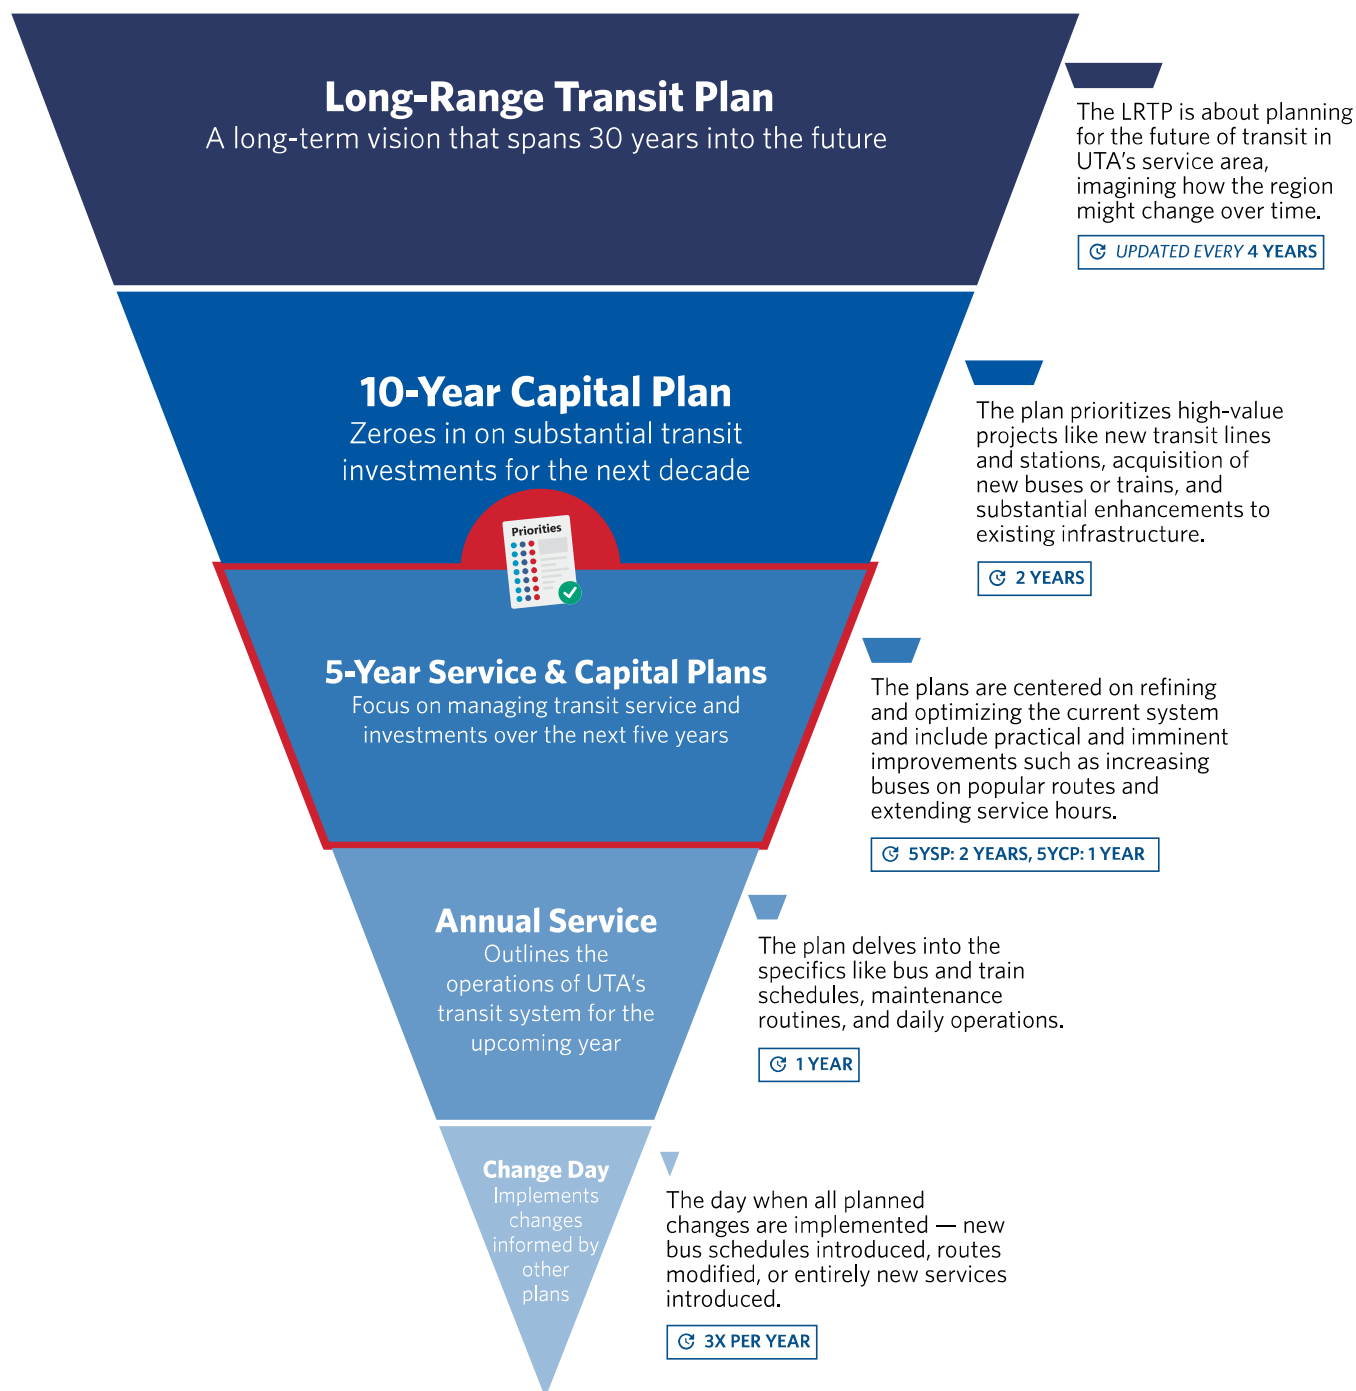 Long-Range Transit Plan
A long-term vision that spans 30 years into the future
The LRTP is about planning
for the future of transit in
UTA’s service area,
imagining how the region
might change over time.
UPDATED EVERY 4 YEARS
10-Year Capital Plan
Zeroes in on substantial transit
investments for the next decade
The plan prioritizes high-value
projects like new transit lines
and stations, acquisition of
new buses or trains, and
substantial enhancements to
existing infrastructure.
2 YEARS
Priorities
5-Year Service & Capital Plans
Focus on managing transit service and
investments over the next five years
The plans are centered on refining
and optimizing the current system
and include practical and imminent
improvements such as increasing
buses on popular routes and
extending service hours.
5YSP: 2 YEARS, 5YCP: 1 YEAR
Annual Service
Outlines the
operations of UTA’s
transit system for the
upcoming year
The plan delves into the
specifics like bus and train
schedules, maintenance
routines, and daily operations.
1 YEAR
Change Day
Implements
changes
informed by
other
plans
The day when all planned
changes are implemented — new
bus schedules introduced, routes
modified, or entirely new services
introduced.
3X PER YEAR